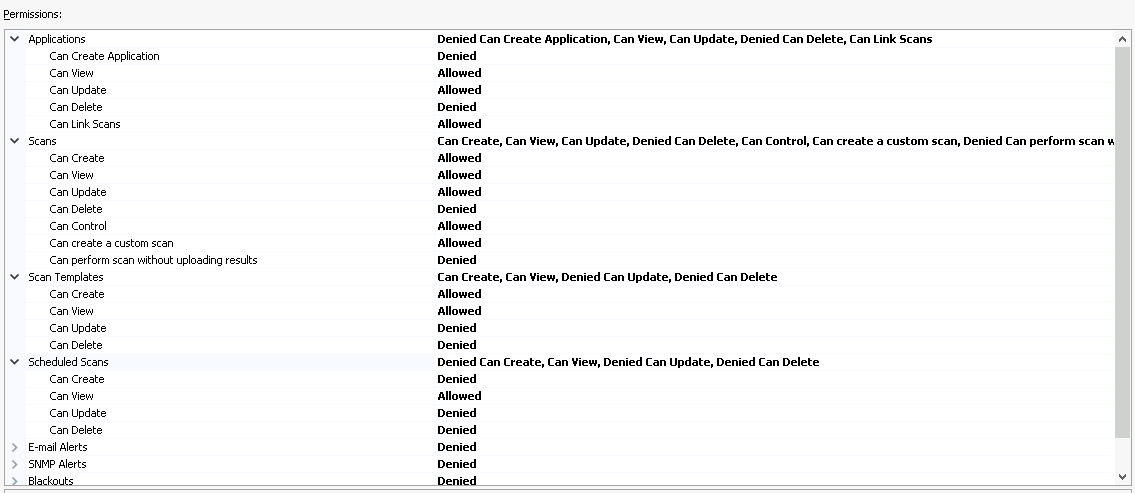 Permissions:
Applications Denied Can Create Application, Can View, Can Update, Denied Can Delete, Can Link Scans
Can Create Application Denied
Can View Allowed
Can Update Allowed
Can Delete Denied
Can Link Scans Allowed
Scans Can Create, Can View, Can Update, Denied Can Delete, Can Control, Can create a custom scan, Denied Can perform scan w
Can Create Allowed
Can View Allowed
Can Update Allowed
Can Delete Denied
Can Control Allowed
Can create a custom scan Allowed
Can perform scan without uploading results Denied
Scan Templates Can Create, Can View, Denied Can Update, Denied Can Delete
Can Create Allowed
Can View Allowed
Can Update Denied
Can Delete Denied
Scheduled Scans Denied Can Create, Can View, Denied Can Update, Denied Can Delete
Can Create Denied
Can View Allowed
Can Update Denied
Can Delete Denied
E-mail Alerts Denied
SNMP Alerts Denied
Blackouts Denied